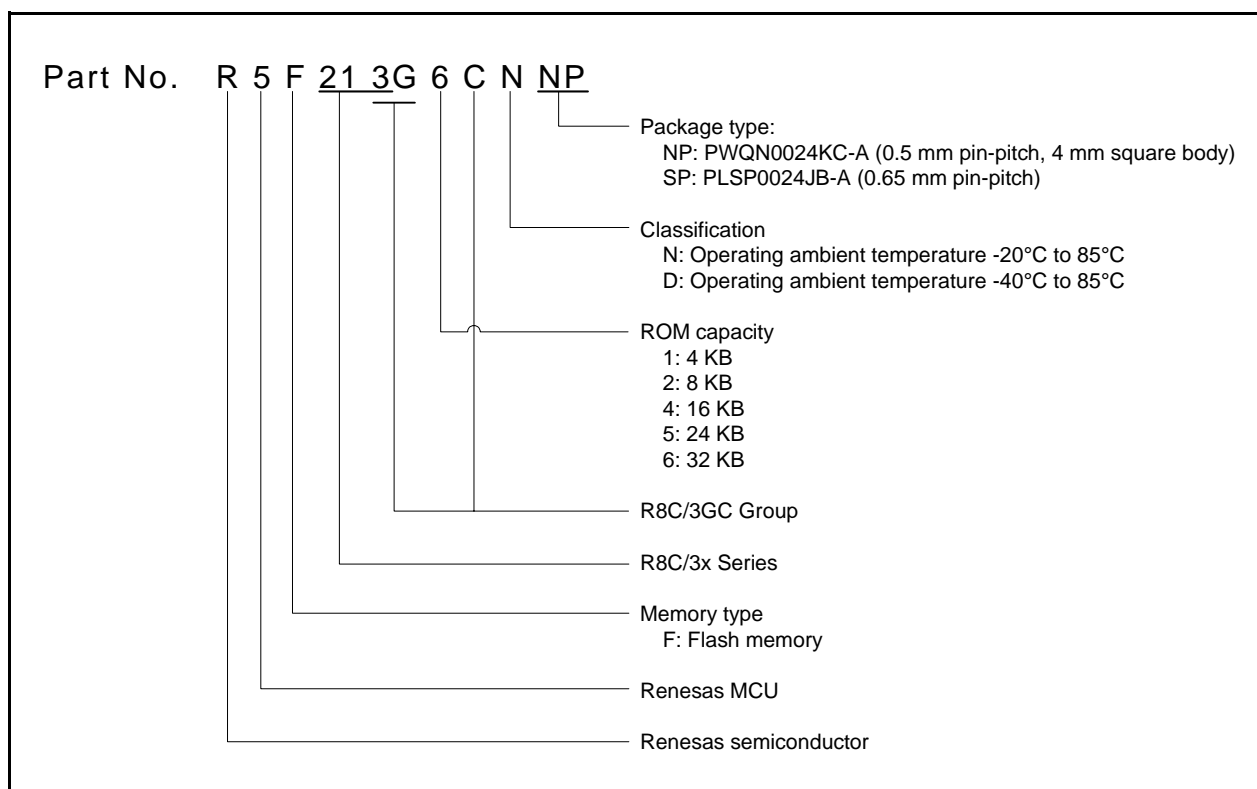 Part No. R 5 F 21 3G 6 C N NP
Package type:
NP: PWQN0024KC-A (0.5 mm pin-pitch, 4 mm square body)
SP: PLSP0024JB-A (0.65 mm pin-pitch)
Classification
N: Operating ambient temperature -20°C to 85°C
D: Operating ambient temperature -40°C to 85°C
ROM capacity
1: 4 KB
2: 8 KB
4: 16 KB
5: 24 KB
6: 32 KB
R8C/3GC Group
R8C/3x Series
Memory type
F: Flash memory
Renesas MCU
Renesas semiconductor